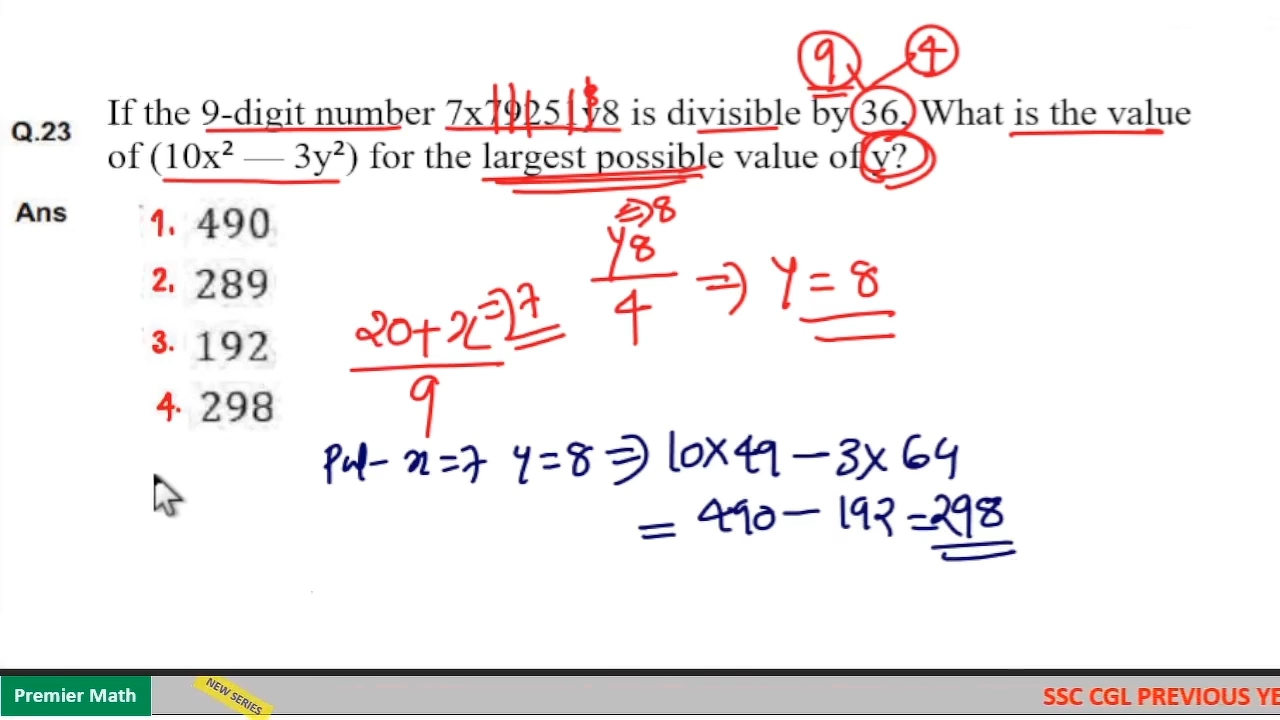 9 4
Q.23 If the 9-digit number 7x79251y8 is divisible by 36. What is the value
of (10x² — 3y²) for the largest possible value of y?
Ans
1. 490
2. 289
3. 192
4. 298
⇒8
y8
4
⇒ y = 8
20+x⇒7
9
Put- x=7 y=8 ⇒ 10×49 — 3×64
= 490 — 192 = 298
Premier Math
NEW SERIES
SSC CGL PREVIOUS YE